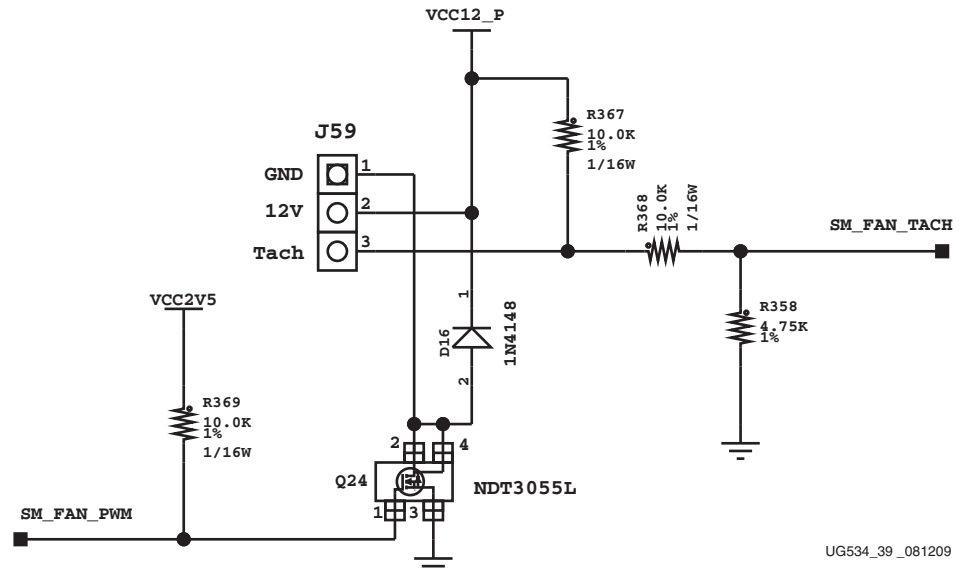 VCC12_P
R367
10.0K
1%
1/16W
J59
GND
1
12V
2
Tach
3
R368
10.0K
1%
1/16W
SM_FAN_TACH
VCC2V5
1
D16
1N4148
2
R358
4.75K
1%
R369
10.0K
1%
1/16W
2
4
Q24
NDT3055L
1
3
SM_FAN_PWM
UG534_39 _081209